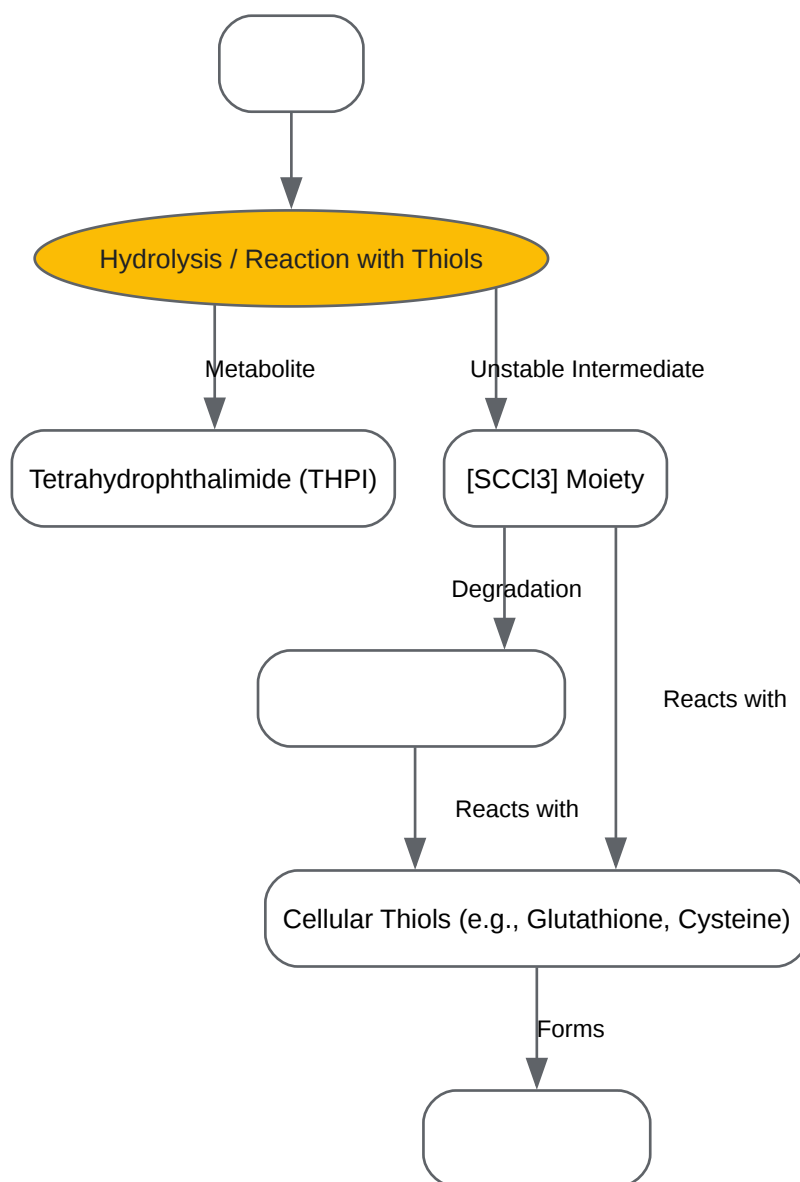 Hydrolysis / Reaction with Thiols
Metabolite
Unstable Intermediate
Tetrahydrophthalimide (THPI)
[SCCl3] Moiety
Degradation
Reacts with
Reacts with
Cellular Thiols (e.g., Glutathione, Cysteine)
Forms